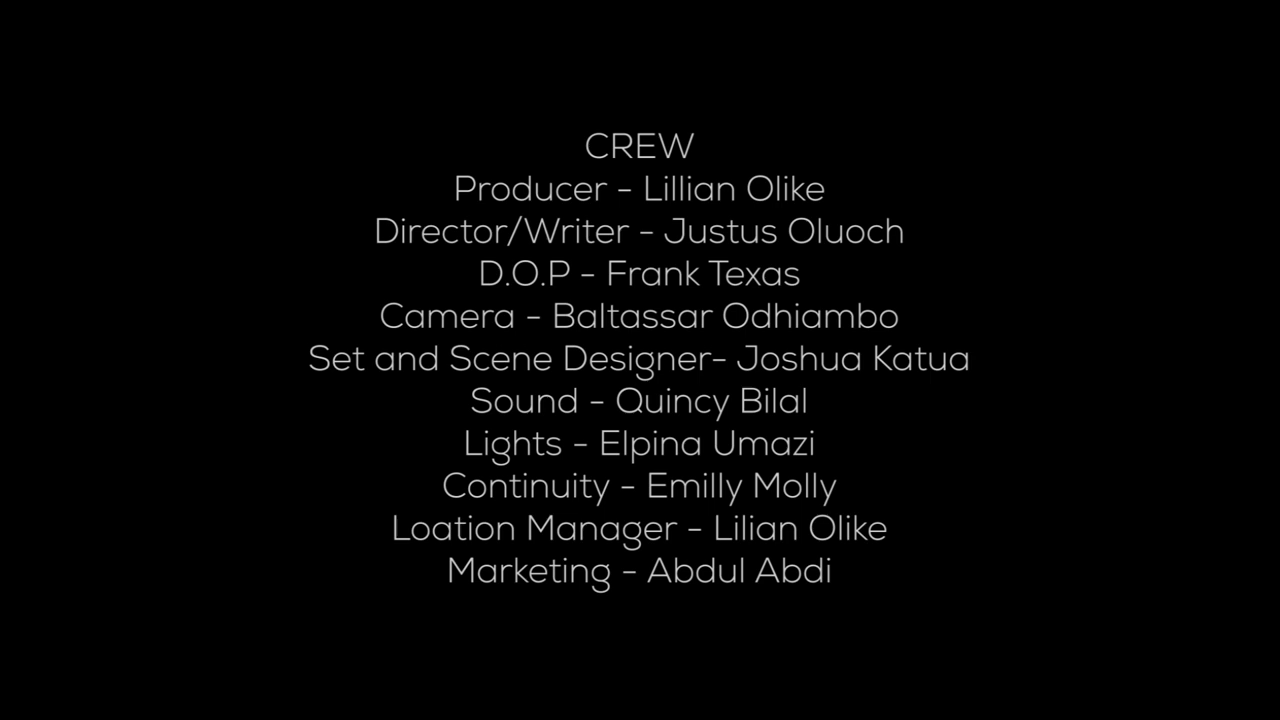 CREW
Producer - Lillian Olike
Director/Writer - Justus Oluoch
D.O.P - Frank Texas
Camera - Baltassar Odhiambo
Set and Scene Designer- Joshua Katua
Sound - Quincy Bilal
Lights - Elpina Umazi
Continuity - Emilly Molly
Loation Manager - Lilian Olike
Marketing - Abdul Abdi